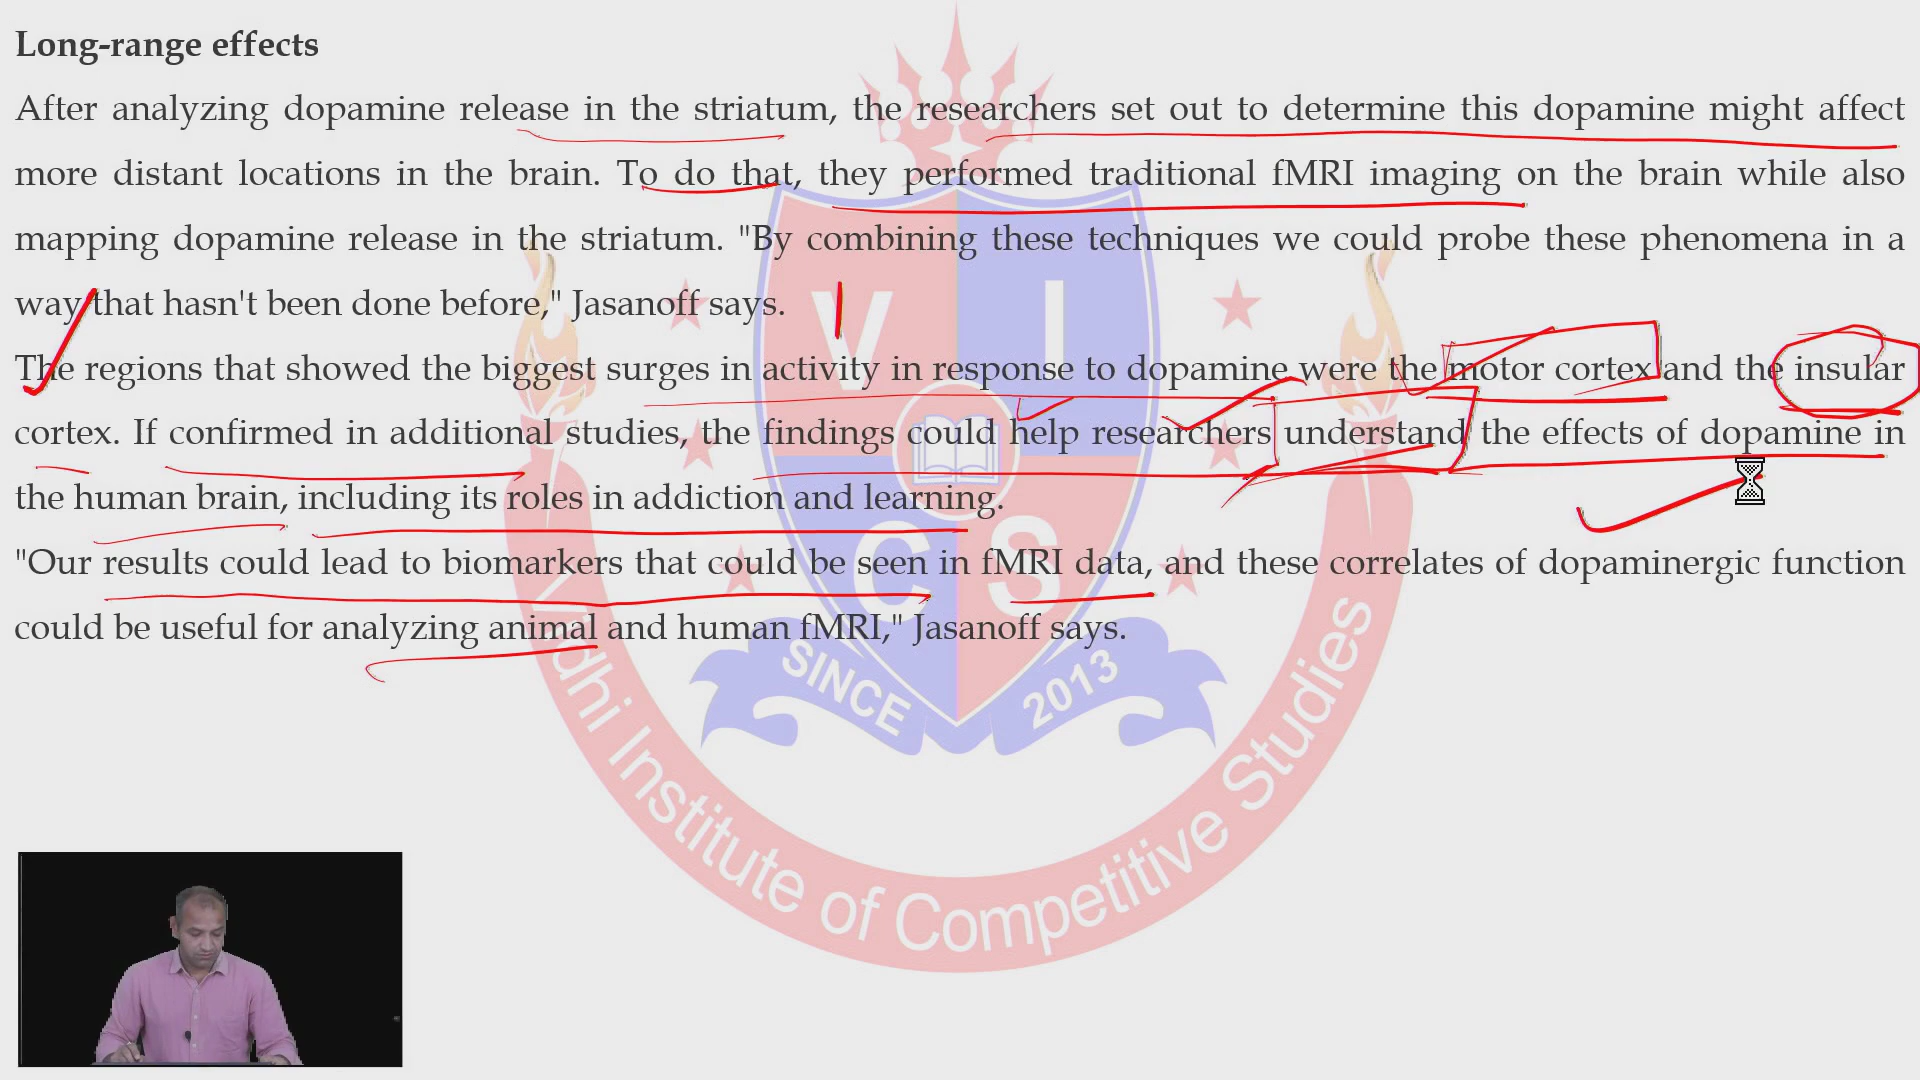 Long-range effects
After analyzing dopamine release in the striatum, the researchers set out to determine this dopamine might affect
more distant locations in the brain. To do that, they performed traditional fMRI imaging on the brain while also
mapping dopamine release in the striatum. "By combining these techniques we could probe these phenomena in a
way that hasn't been done before," Jasanoff says.
The regions that showed the biggest surges in activity in response to dopamine were the motor cortex and the insular
cortex. If confirmed in additional studies, the findings could help researchers understand the effects of dopamine in
the human brain, including its roles in addiction and learning.
"Our results could lead to biomarkers that could be seen in fMRI data, and these correlates of dopaminergic function
could be useful for analyzing animal and human fMRI," Jasanoff says.
V I
C S
SINCE 2013
Vidhi Institute of Competitive Studies